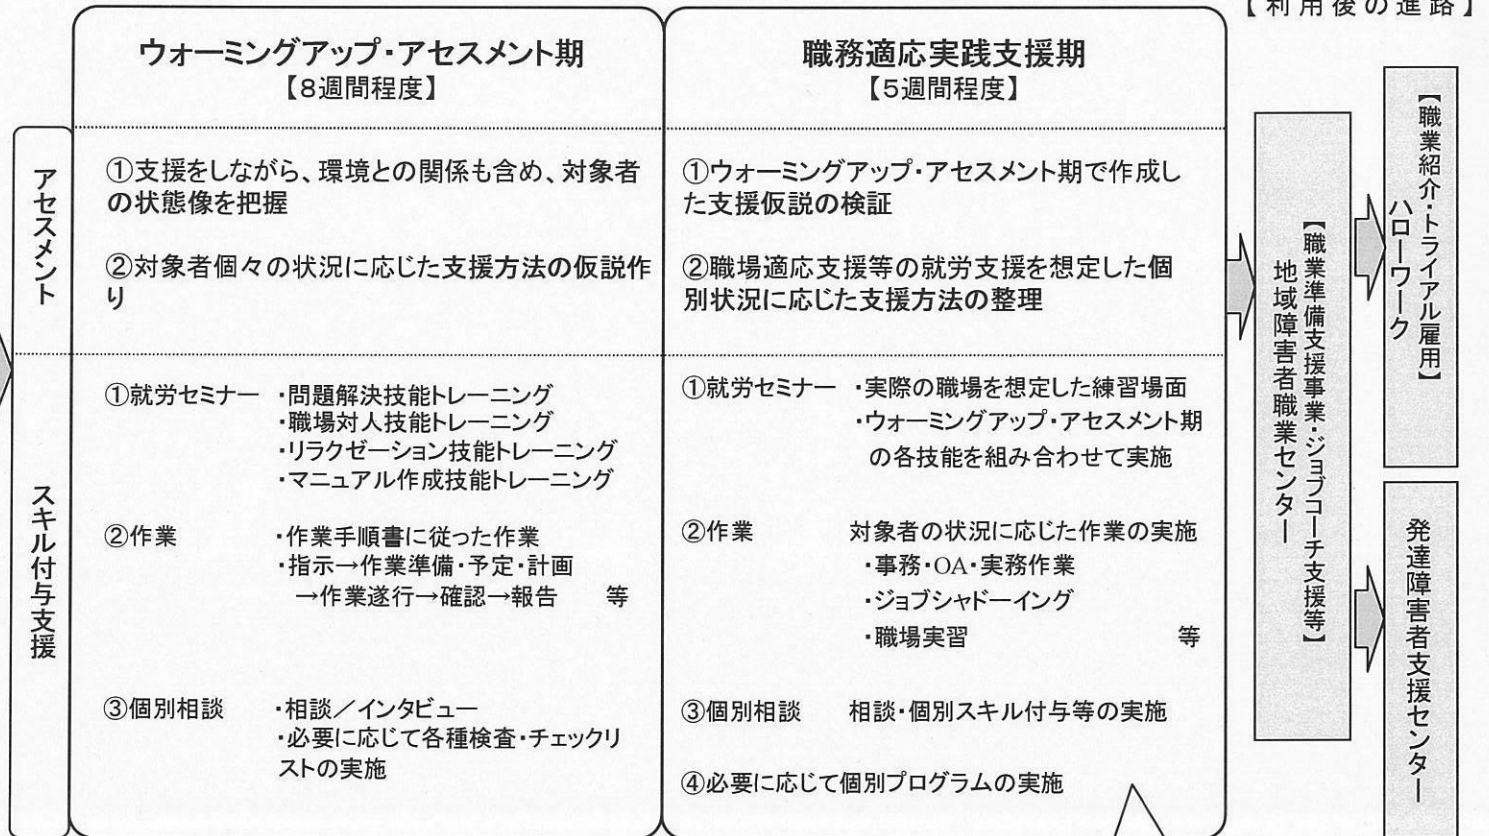 【利用後の進路】
ウォーミングアップ・アセスメント期
【8週間程度】
職務適応実践支援期
【5週間程度】
アセスメント
①支援をしながら、環境との関係も含め、対象者
の状態像を把握
②対象者個々の状況に応じた支援方法の仮説作
り
①ウォーミングアップ・アセスメント期で作成し
た支援仮説の検証
②職場適応支援等の就労支援を想定した個
別状況に応じた支援方法の整理
スキル付与支援
①就労セミナー ・問題解決技能トレーニング
・職場対人技能トレーニング
・リラクゼーション技能トレーニング
・マニュアル作成技能トレーニング
②作業 ・作業手順書に従った作業
・指示→作業準備・予定・計画
→作業遂行→確認→報告 等
③個別相談 ・相談／インタビュー
・必要に応じて各種検査・チェックリ
ストの実施
①就労セミナー ・実際の職場を想定した練習場面
・ウォーミングアップ・アセスメント期
の各技能を組み合わせて実施
②作業 対象者の状況に応じた作業の実施
・事務・OA・実務作業
・ジョブシャドーイング
・職場実習 等
③個別相談 相談・個別スキル付与等の実施
④必要に応じて個別プログラムの実施
【職業準備支援事業・ジョブコーチ支援等】
地域障害者職業センター
【職業紹介・トライアル雇用】
ハローワーク
発達障害者支援センター